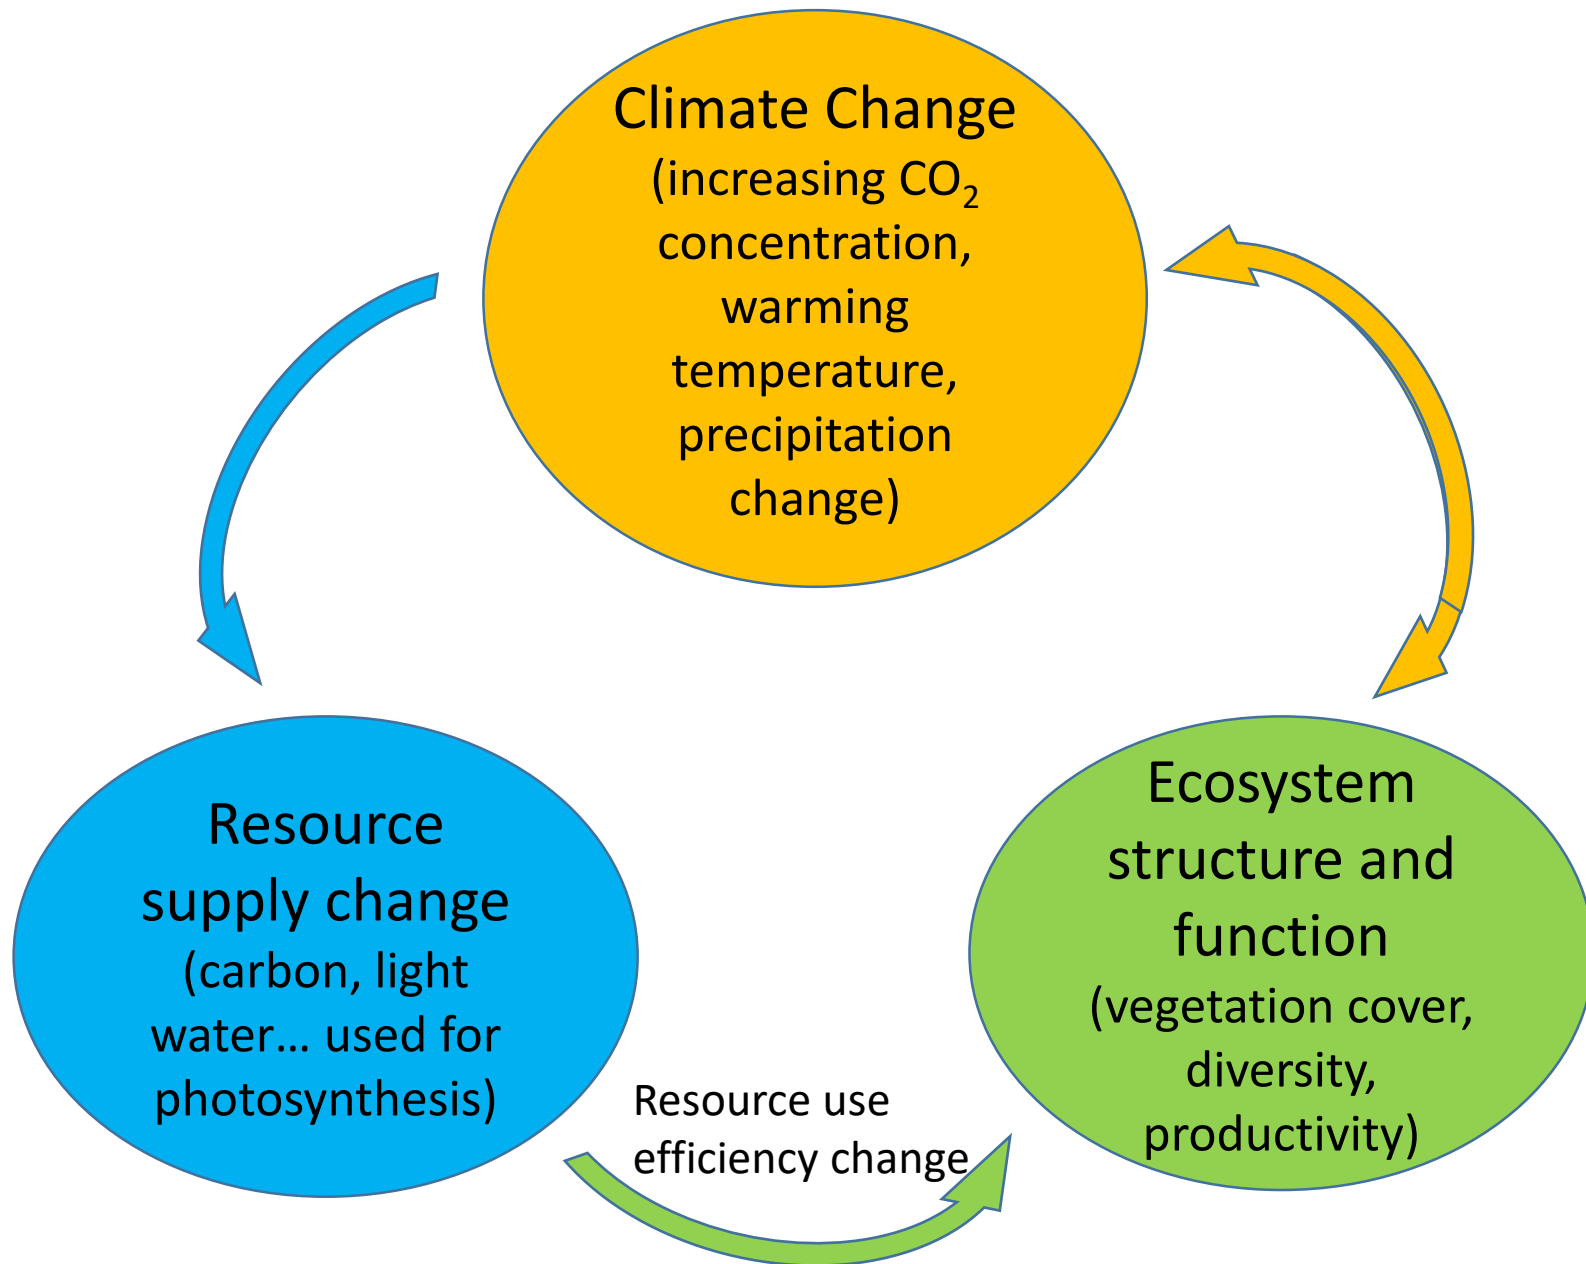 Climate Change
(increasing CO₂
concentration,
warming
temperature,
precipitation
change)
Resource
supply change
(carbon, light
water... used for
photosynthesis)
Resource use
efficiency change
Ecosystem
structure and
function
(vegetation cover,
diversity,
productivity)